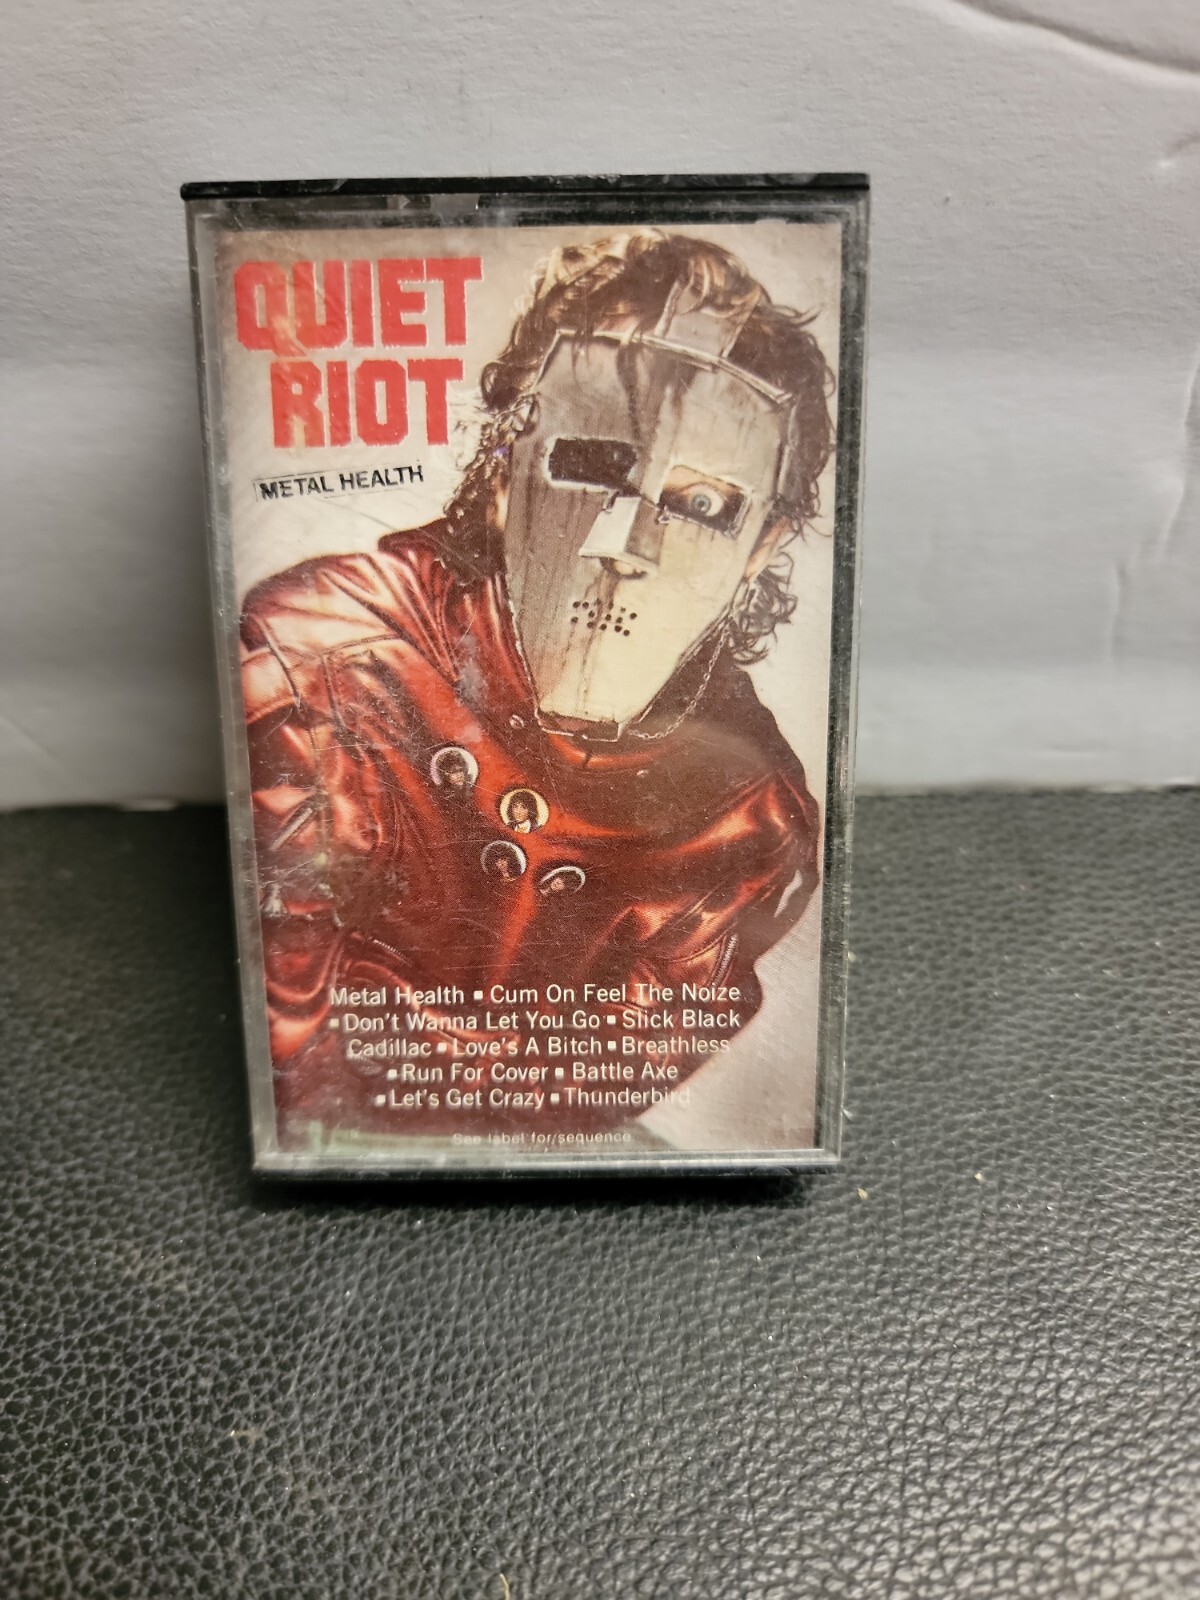 QUIET
RIOT
METAL HEALTH
Metal Health ▪ Cum On Feel The Noize
▪ Don't Wanna Let You Go ▪ Slick Black
Cadillac ▪ Love's A Bitch ▪ Breathless
▪ Run For Cover ▪ Battle Axe
▪ Let's Get Crazy ▪ Thunderbird
See label for sequence